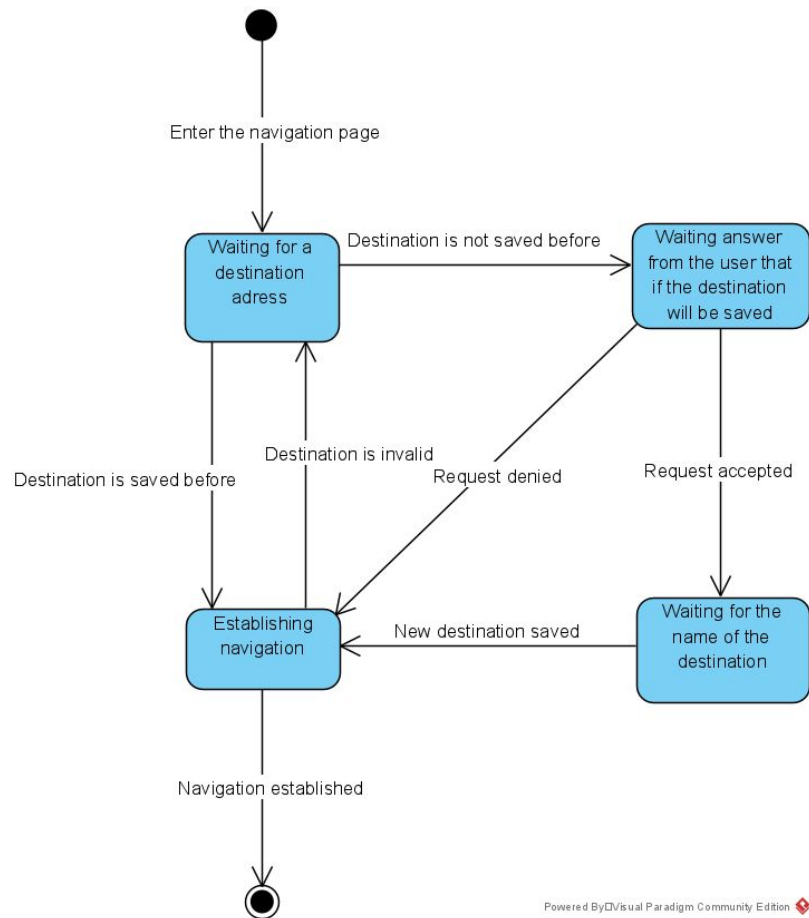 Enter the navigation page
Waiting for a
destination
adress
Destination is not saved before
Waiting answer
from the user that
if the destination
will be saved
Destination is saved before
Destination is invalid
Request denied
Request accepted
Establishing
navigation
New destination saved
Waiting for the
name of the
destination
Navigation established
Powered By Visual Paradigm Community Edition